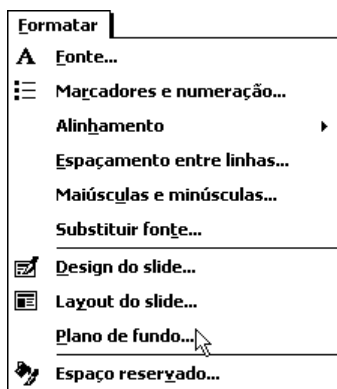 Formatar
Fonte...
Marcadores e numeração...
Alinhamento
Espaçamento entre linhas...
Maiúsculas e minúsculas...
Substituir fonte...
Design do slide...
Layout do slide...
Plano de fundo...
Espaço reservado...